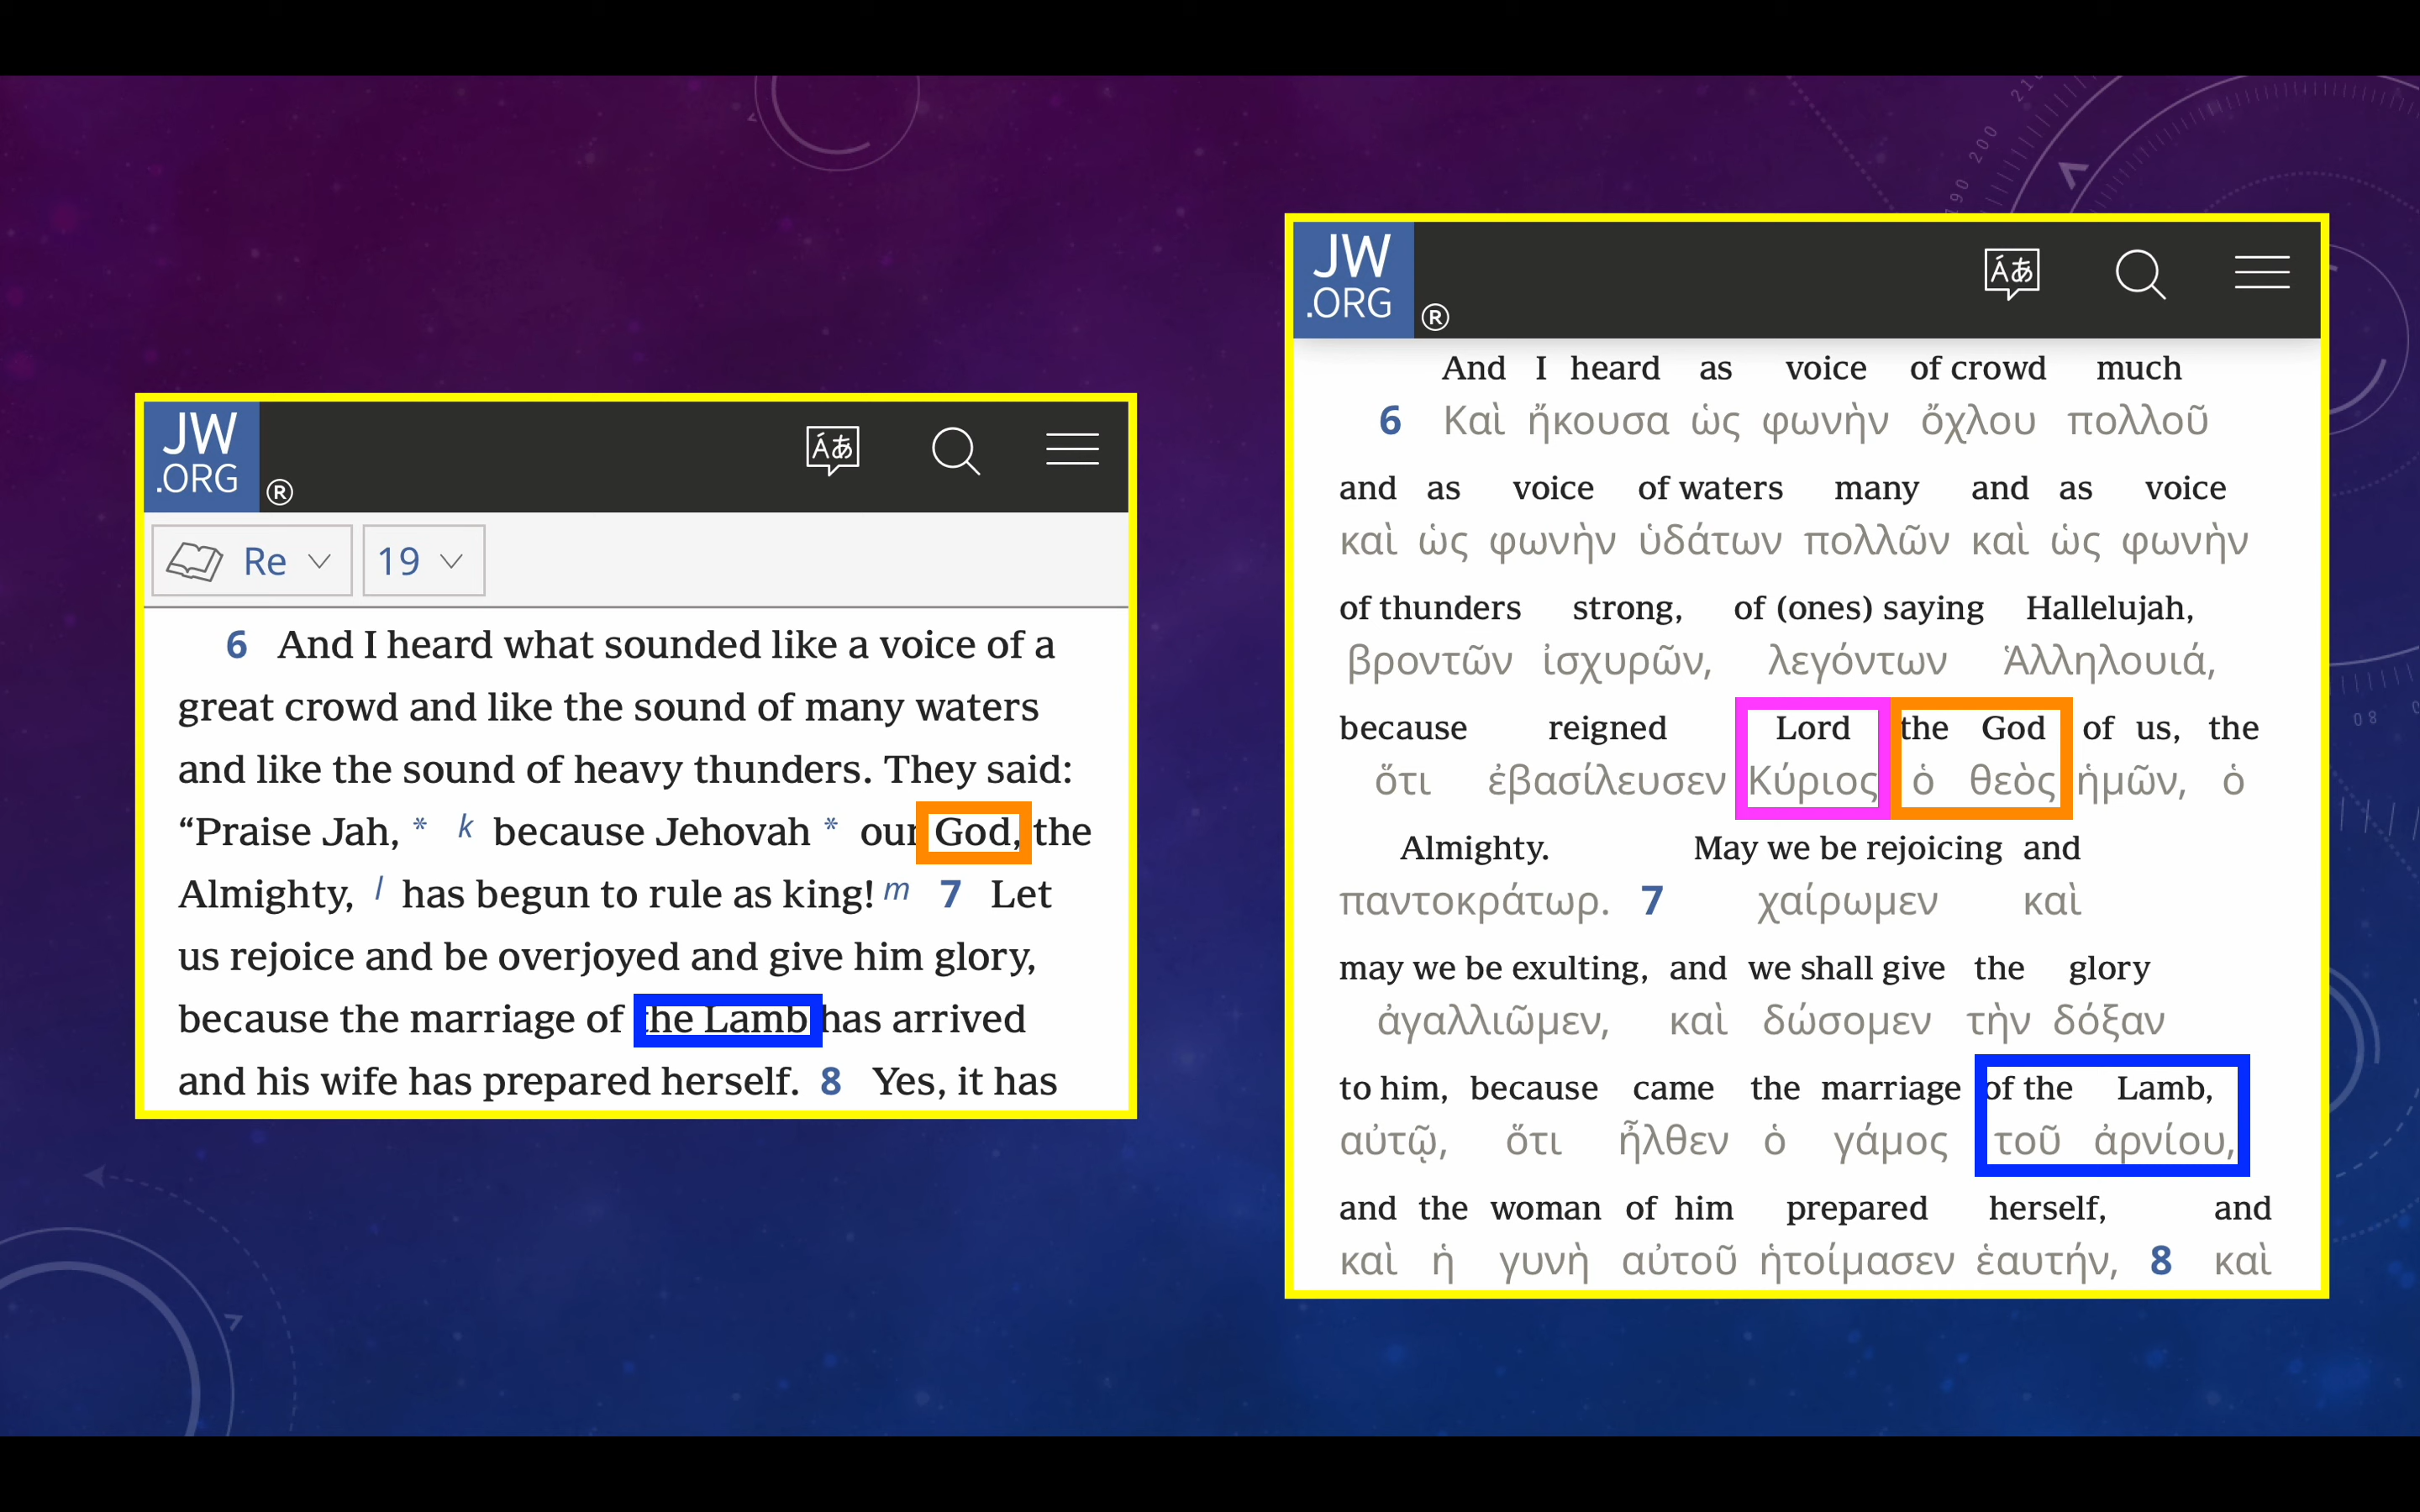 JW
.ORG
®
Áあ
Re 19
6 And I heard what sounded like a voice of a
great crowd and like the sound of many waters
and like the sound of heavy thunders. They said:
“Praise Jah, * k because Jehovah * our God, the
Almighty, l has begun to rule as king! m 7 Let
us rejoice and be overjoyed and give him glory,
because the marriage of the Lamb has arrived
and his wife has prepared herself. 8 Yes, it has
JW
.ORG
®
Áあ
And I heard as voice of crowd much
6 Καὶ ἤκουσα ὡς φωνὴν ὄχλου πολλοῦ
and as voice of waters many and as voice
καὶ ὡς φωνὴν ὑδάτων πολλῶν καὶ ὡς φωνὴν
of thunders strong, of (ones) saying Hallelujah,
βροντῶν ἰσχυρῶν, λεγόντων Ἁλληλουιά,
because reigned Lord the God of us, the
ὅτι ἐβασίλευσεν Κύριος ὁ θεὸς ἡμῶν, ὁ
Almighty. May we be rejoicing and
παντοκράτωρ. 7 χαίρωμεν καὶ
may we be exulting, and we shall give the glory
ἀγαλλιῶμεν, καὶ δώσομεν τὴν δόξαν
to him, because came the marriage of the Lamb,
αὐτῷ, ὅτι ἦλθεν ὁ γάμος τοῦ ἀρνίου,
and the woman of him prepared herself, and
καὶ ἡ γυνὴ αὐτοῦ ἡτοίμασεν ἑαυτήν, 8 καὶ
190 200 210
80